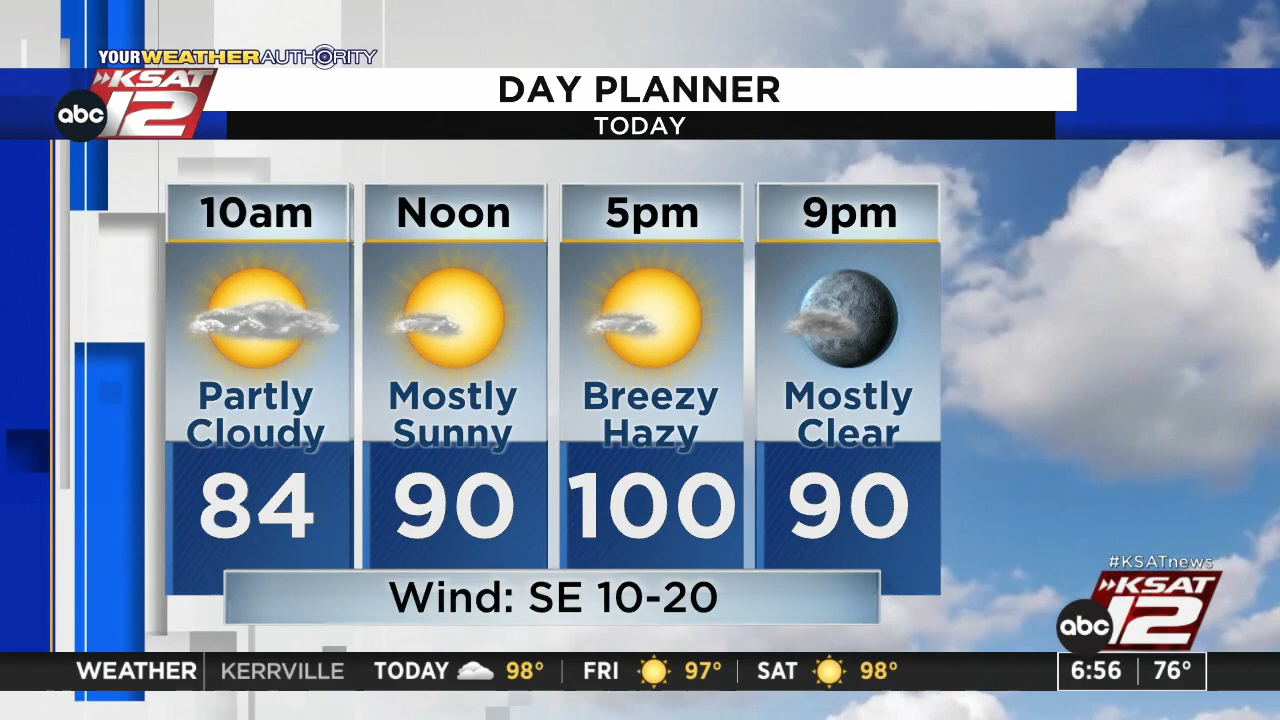 YOURWEATHERAUTHORITY
KSAT
abc 12
DAY PLANNER
TODAY
10am Noon 5pm 9pm
Partly Cloudy
Mostly Sunny
Breezy Hazy
Mostly Clear
84 90 100 90
Wind: SE 10-20
#KSATnews
KSAT
abc 12
WEATHER KERRVILLE TODAY 98° FRI 97° SAT 98° 6:56 76°